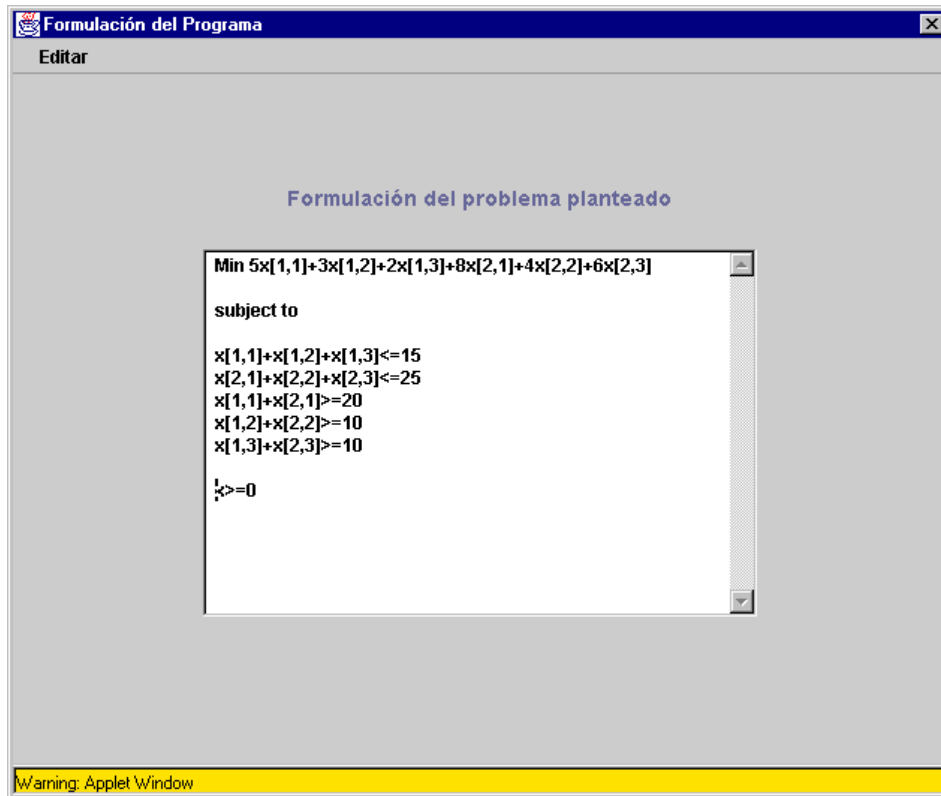 Formulación del Programa
Editar
Formulación del problema planteado
Min 5x[1,1]+3x[1,2]+2x[1,3]+8x[2,1]+4x[2,2]+6x[2,3]
subject to
x[1,1]+x[1,2]+x[1,3]<=15
x[2,1]+x[2,2]+x[2,3]<=25
x[1,1]+x[2,1]>=20
x[1,2]+x[2,2]>=10
x[1,3]+x[2,3]>=10
x>=0
Warning: Applet Window